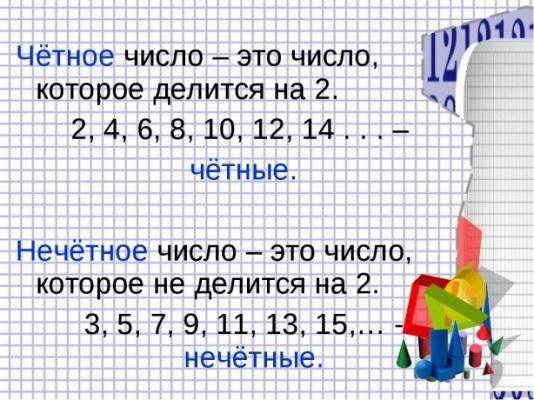 Чётное число – это число,
которое делится на 2.
2, 4, 6, 8, 10, 12, 14 . . . –
чётные.
Нечётное число – это число,
которое не делится на 2.
3, 5, 7, 9, 11, 13, 15,… -
нечётные.